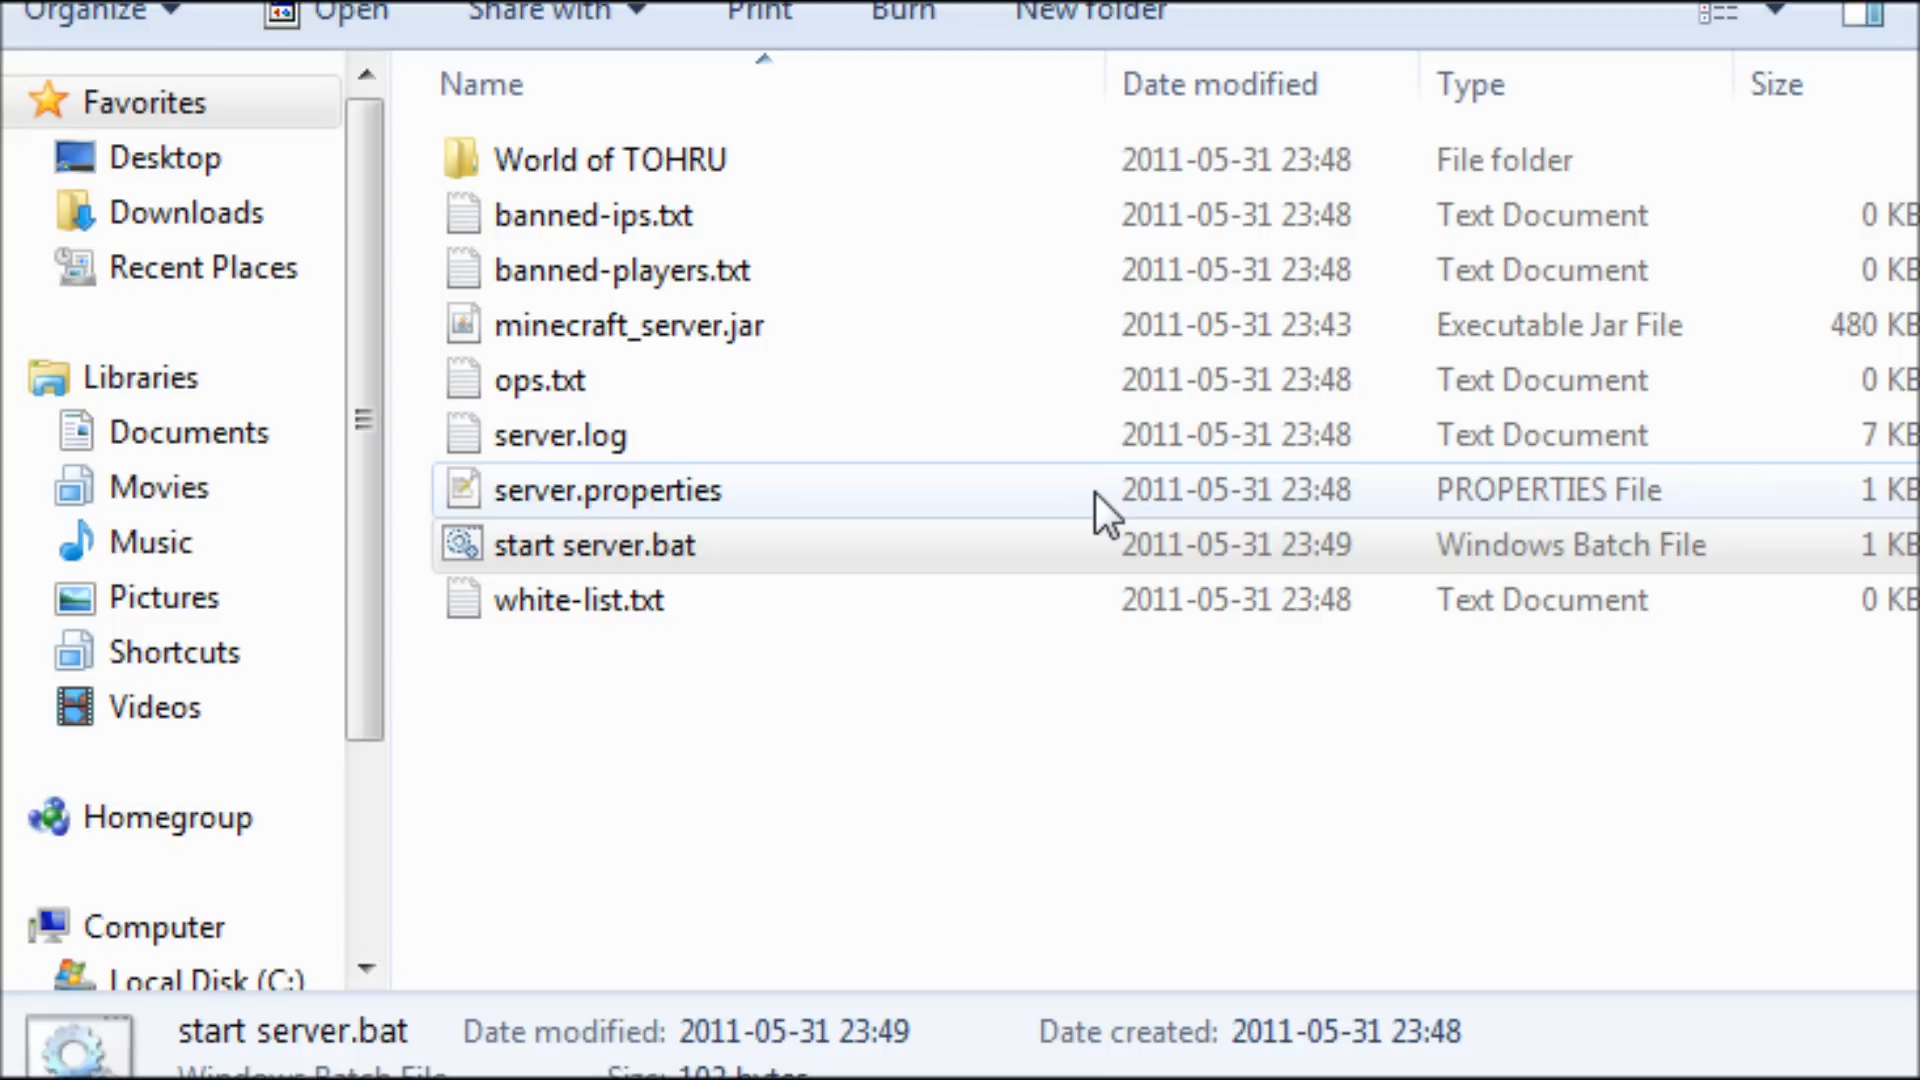 Organize Open Share with Print Burn New folder
Name Date modified Type Size
Favorites
Desktop
Downloads
Recent Places
Libraries
Documents
Movies
Music
Pictures
Shortcuts
Videos
Homegroup
Computer
Local Disk (C:)
World of TOHRU 2011-05-31 23:48 File folder
banned-ips.txt 2011-05-31 23:48 Text Document 0 KB
banned-players.txt 2011-05-31 23:48 Text Document 0 KB
minecraft_server.jar 2011-05-31 23:43 Executable Jar File 480 KB
ops.txt 2011-05-31 23:48 Text Document 0 KB
server.log 2011-05-31 23:48 Text Document 7 KB
server.properties 2011-05-31 23:48 PROPERTIES File 1 KB
start server.bat 2011-05-31 23:49 Windows Batch File 1 KB
white-list.txt 2011-05-31 23:48 Text Document 0 KB
start server.bat Date modified: 2011-05-31 23:49 Date created: 2011-05-31 23:48
Windows Batch File Size: 102 bytes